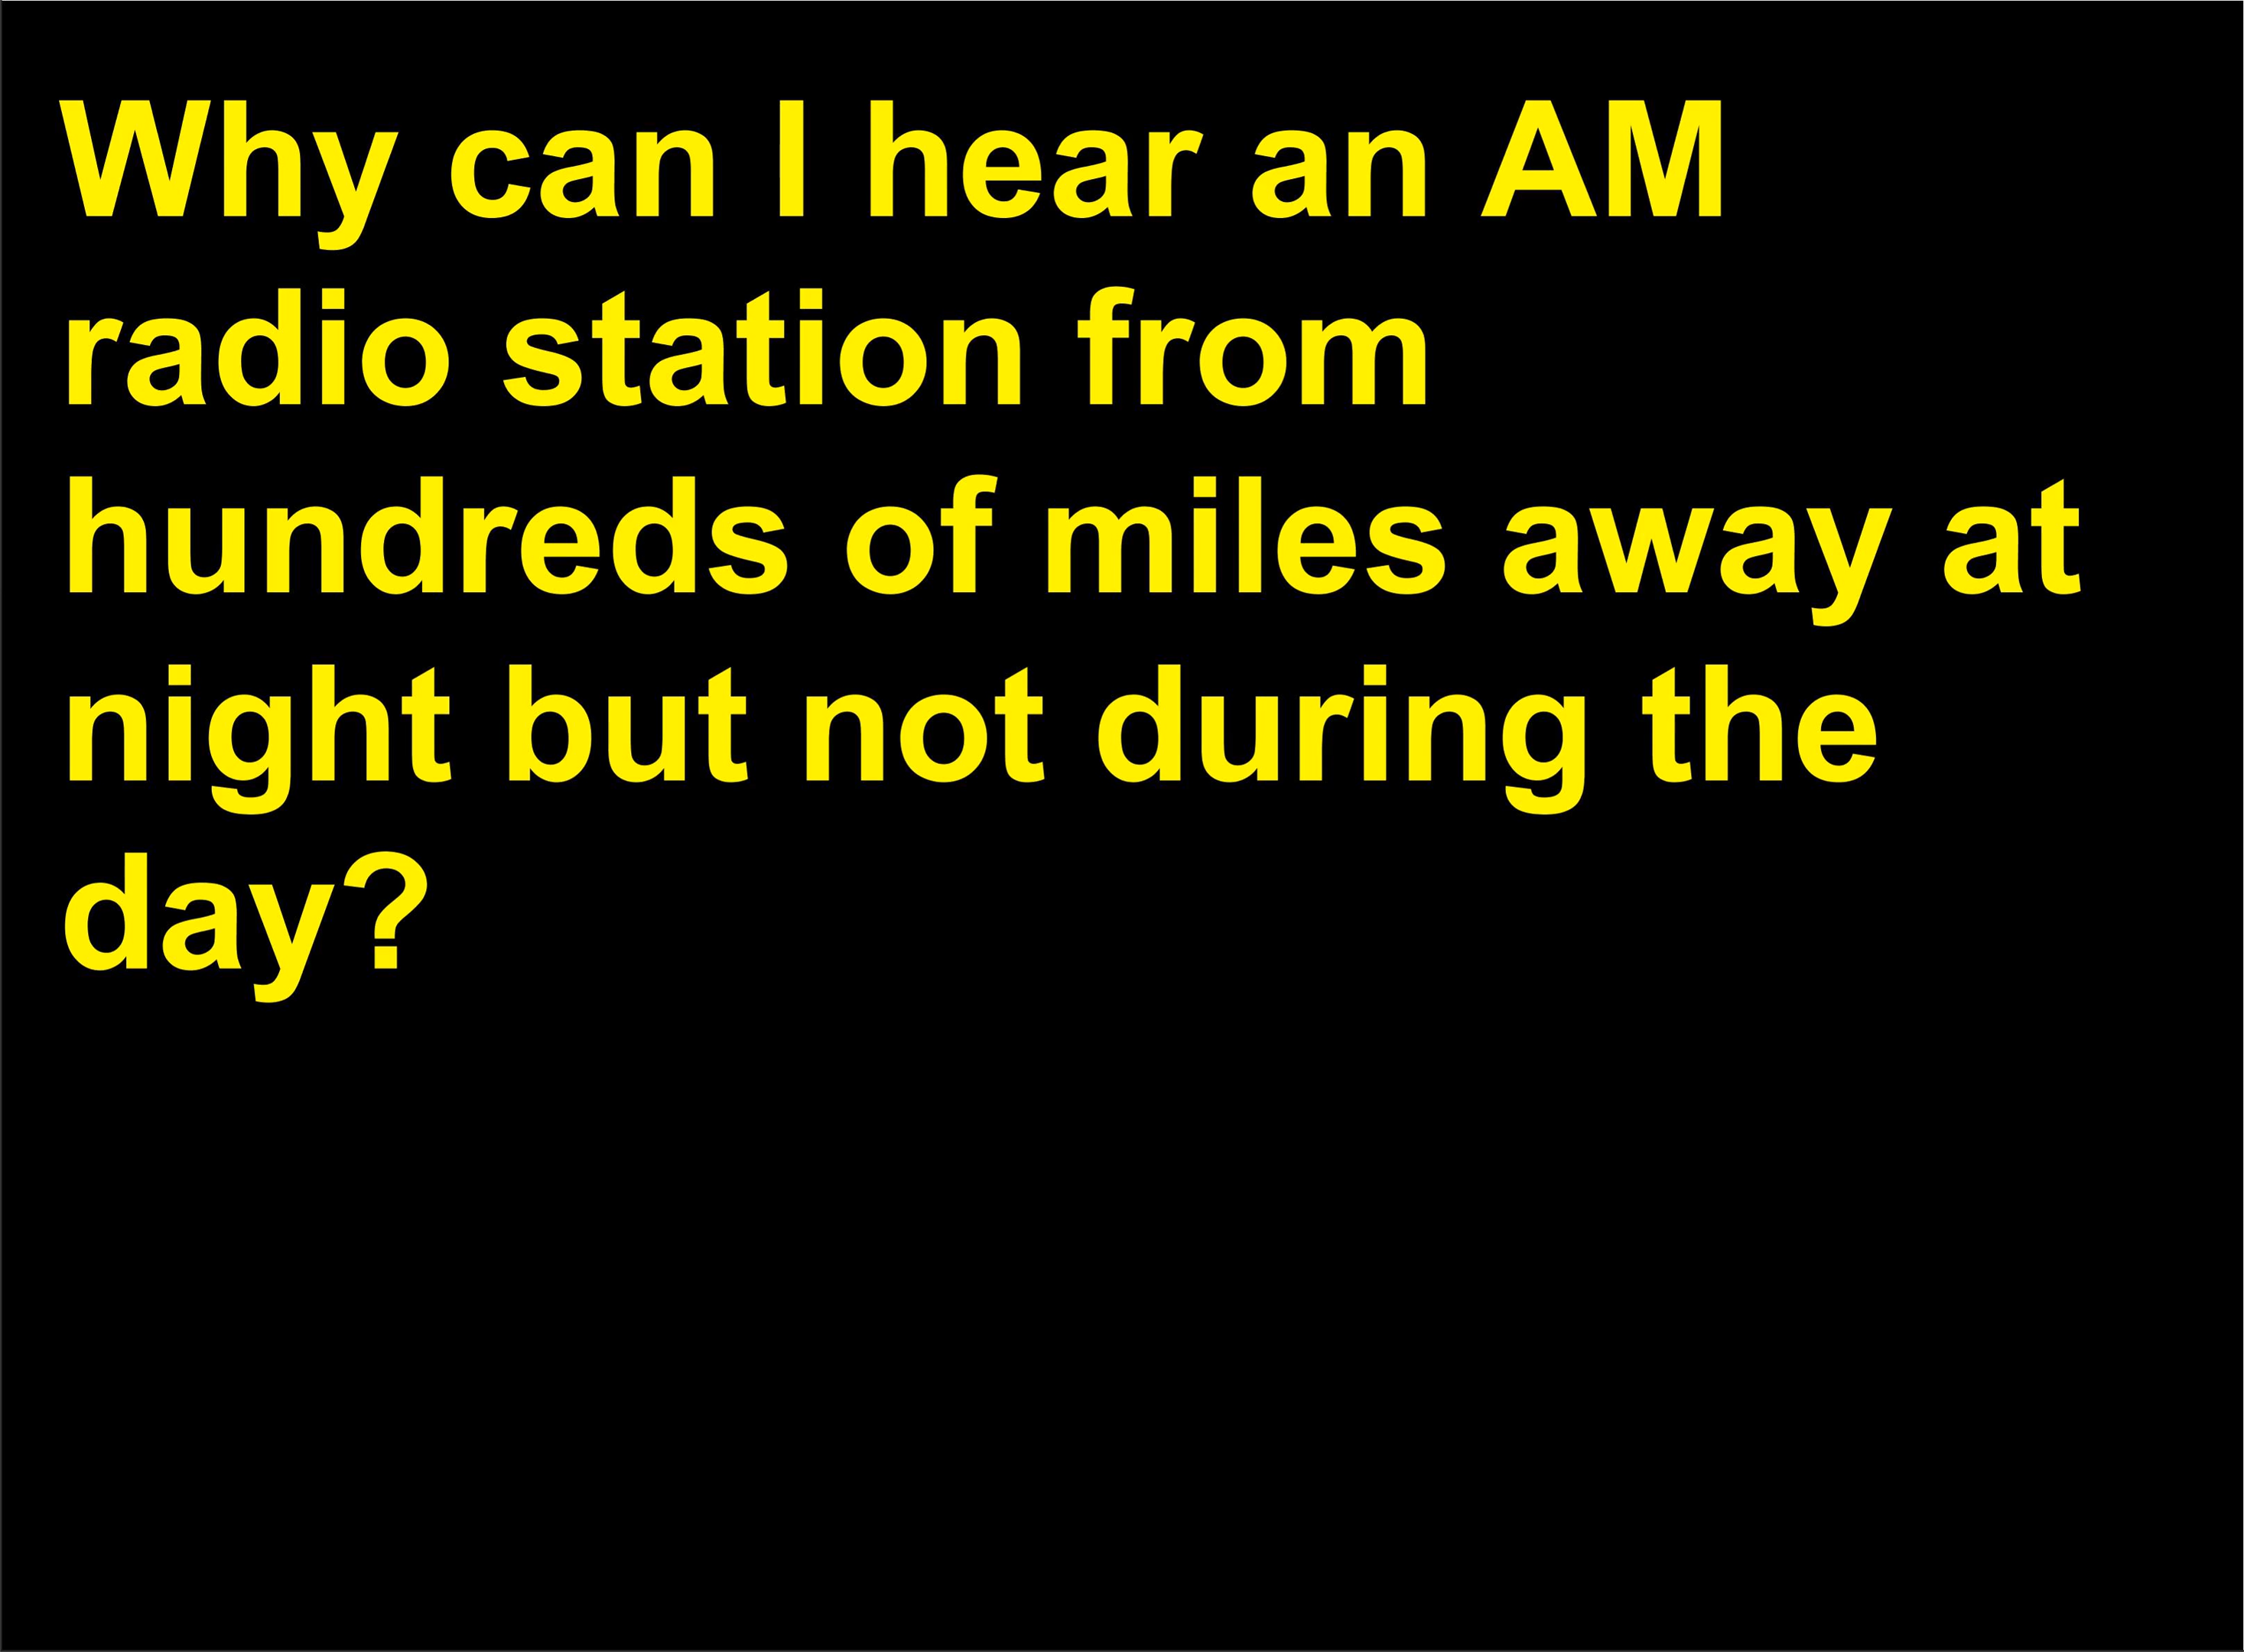 Why can I hear an AM
radio station from
hundreds of miles away at
night but not during the
day?